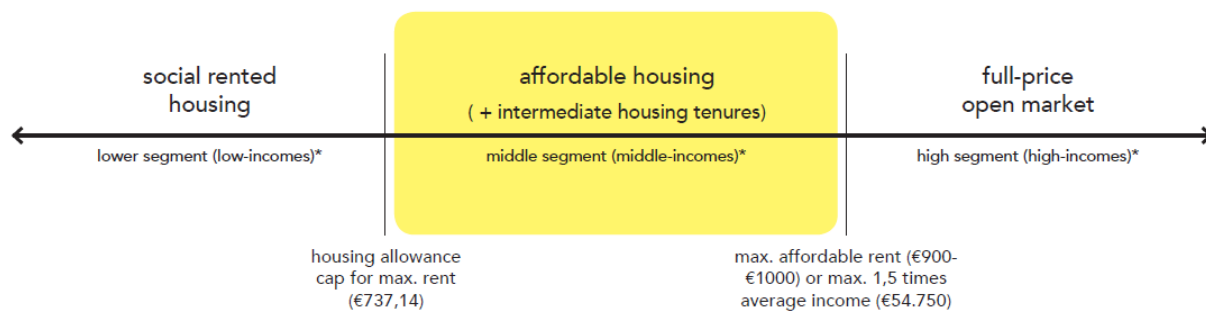 social rented
housing
affordable housing
( + intermediate housing tenures)
full-price
open market
lower segment (low-incomes)*
middle segment (middle-incomes)*
high segment (high-incomes)*
housing allowance
cap for max. rent
(€737,14)
max. affordable rent (€900-
€1000) or max. 1,5 times
average income (€54.750)